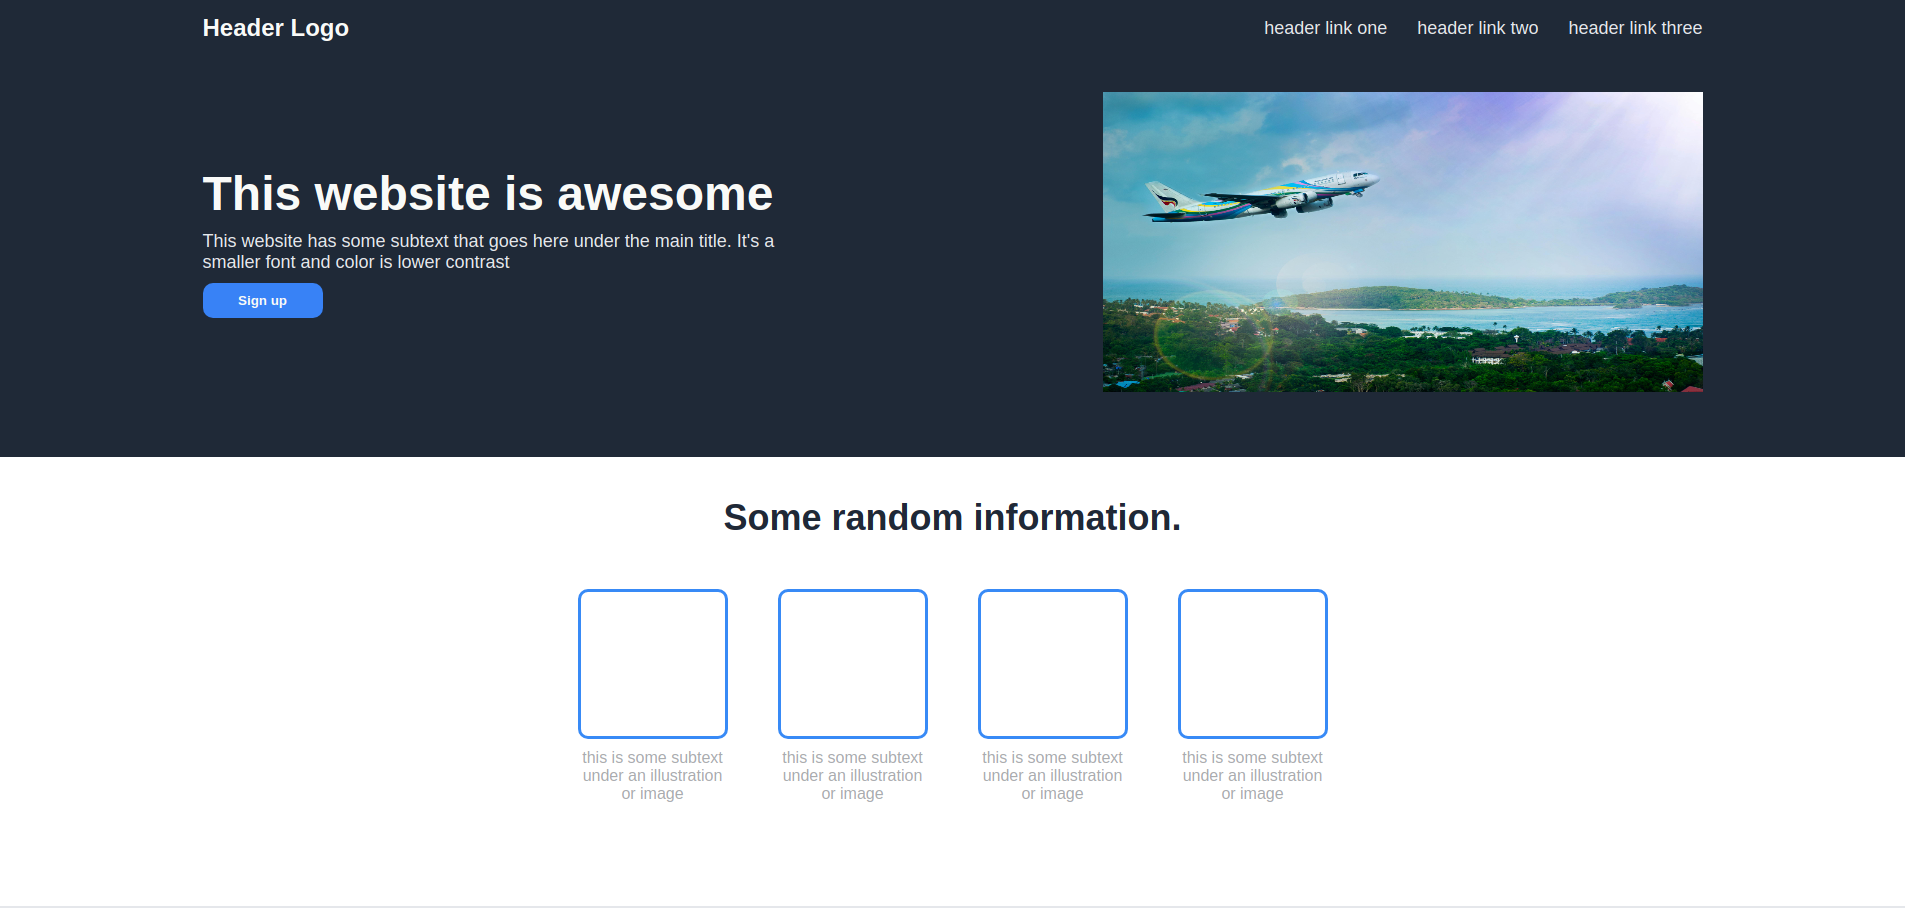 Header Logo
header link one
header link two
header link three
This website is awesome
This website has some subtext that goes here under the main title. It's a
smaller font and color is lower contrast
Sign up
Some random information.
this is some subtext
under an illustration
or image
this is some subtext
under an illustration
or image
this is some subtext
under an illustration
or image
this is some subtext
under an illustration
or image